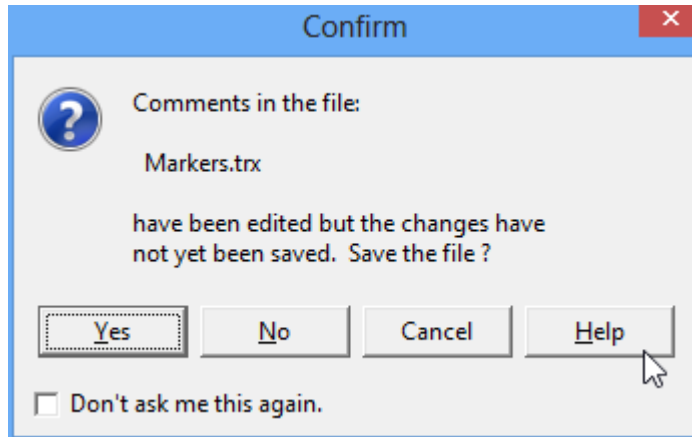 Confirm
Comments in the file:
Markers.trx
have been edited but the changes have
not yet been saved.  Save the file ?
Yes No Cancel Help
Don't ask me this again.